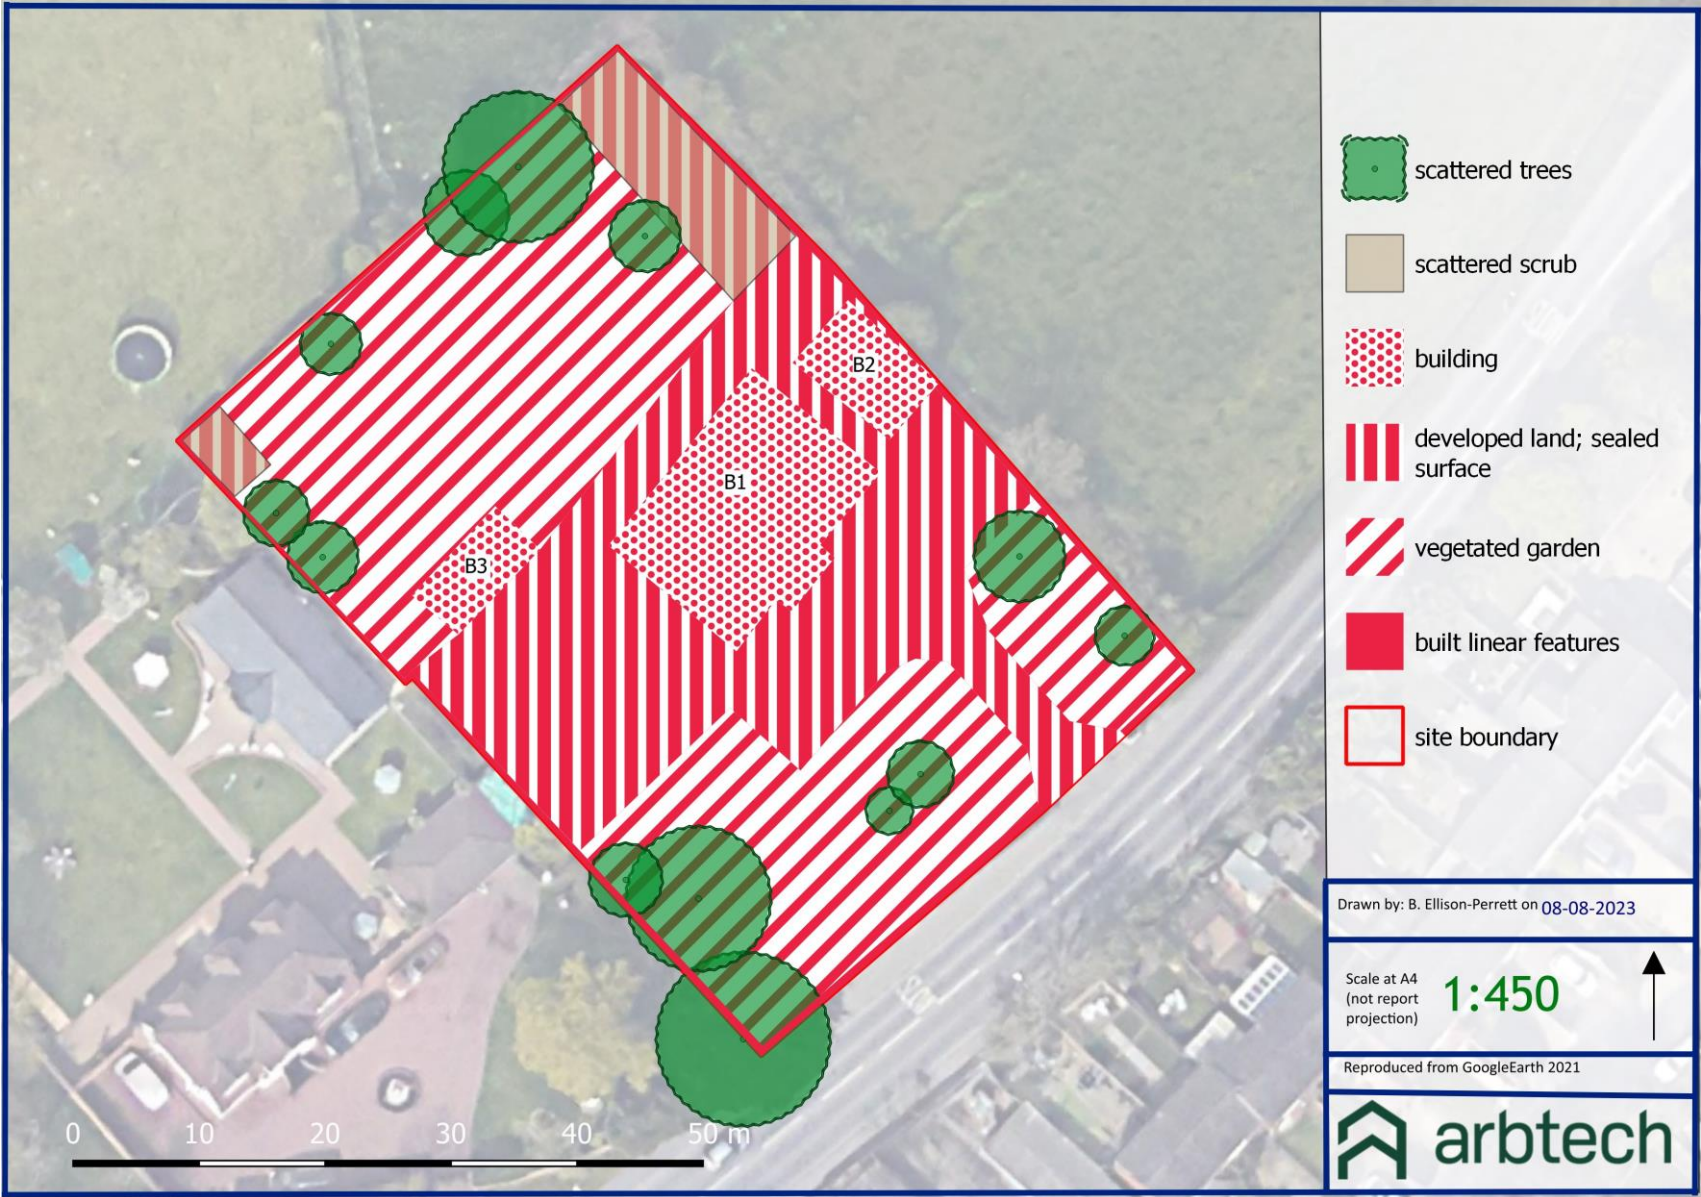 B2
B1
B3
0 10 20 30 40 50 m
scattered trees
scattered scrub
building
developed land; sealed
surface
vegetated garden
built linear features
site boundary
Drawn by: B. Ellison-Perrett on 08-08-2023
Scale at A4
(not report
projection)
1:450
Reproduced from GoogleEarth 2021
arbtech